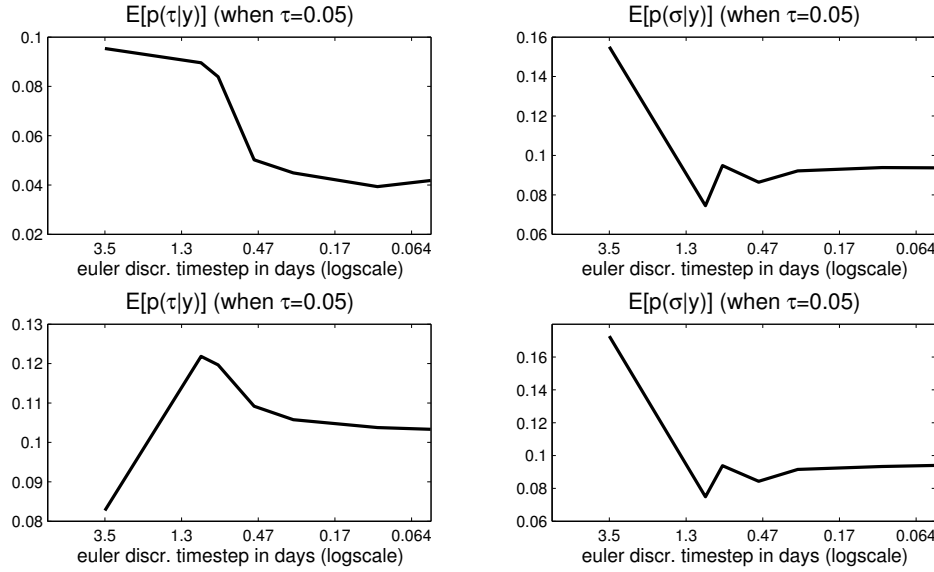 E[p(τ|y)] (when τ=0.05)
0.1
0.08
0.06
0.04
0.02
3.5 1.3 0.47 0.17 0.064
euler discr. timestep in days (logscale)
E[p(σ|y)] (when τ=0.05)
0.16
0.14
0.12
0.1
0.08
0.06
3.5 1.3 0.47 0.17 0.064
euler discr. timestep in days (logscale)
E[p(τ|y)] (when τ=0.05)
0.13
0.12
0.11
0.1
0.09
0.08
3.5 1.3 0.47 0.17 0.064
euler discr. timestep in days (logscale)
E[p(σ|y)] (when τ=0.05)
0.16
0.14
0.12
0.1
0.08
0.06
3.5 1.3 0.47 0.17 0.064
euler discr. timestep in days (logscale)